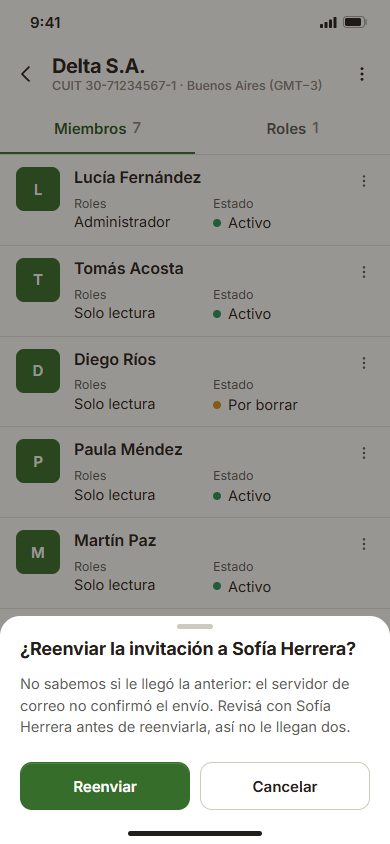 9:41
Delta S.A.
CUIT 30-71234567-1 · Buenos Aires (GMT−3)
Miembros 7
Roles 1
L
Lucía Fernández
Roles
Estado
Administrador
Activo
T
Tomás Acosta
Roles
Estado
Solo lectura
Activo
D
Diego Ríos
Roles
Estado
Solo lectura
Por borrar
P
Paula Méndez
Roles
Estado
Solo lectura
Activo
M
Martín Paz
Roles
Estado
Solo lectura
Activo
¿Reenviar la invitación a Sofía Herrera?
No sabemos si le llegó la anterior: el servidor de
correo no confirmó el envío. Revisá con Sofía
Herrera antes de reenviarla, así no le llegan dos.
Reenviar
Cancelar